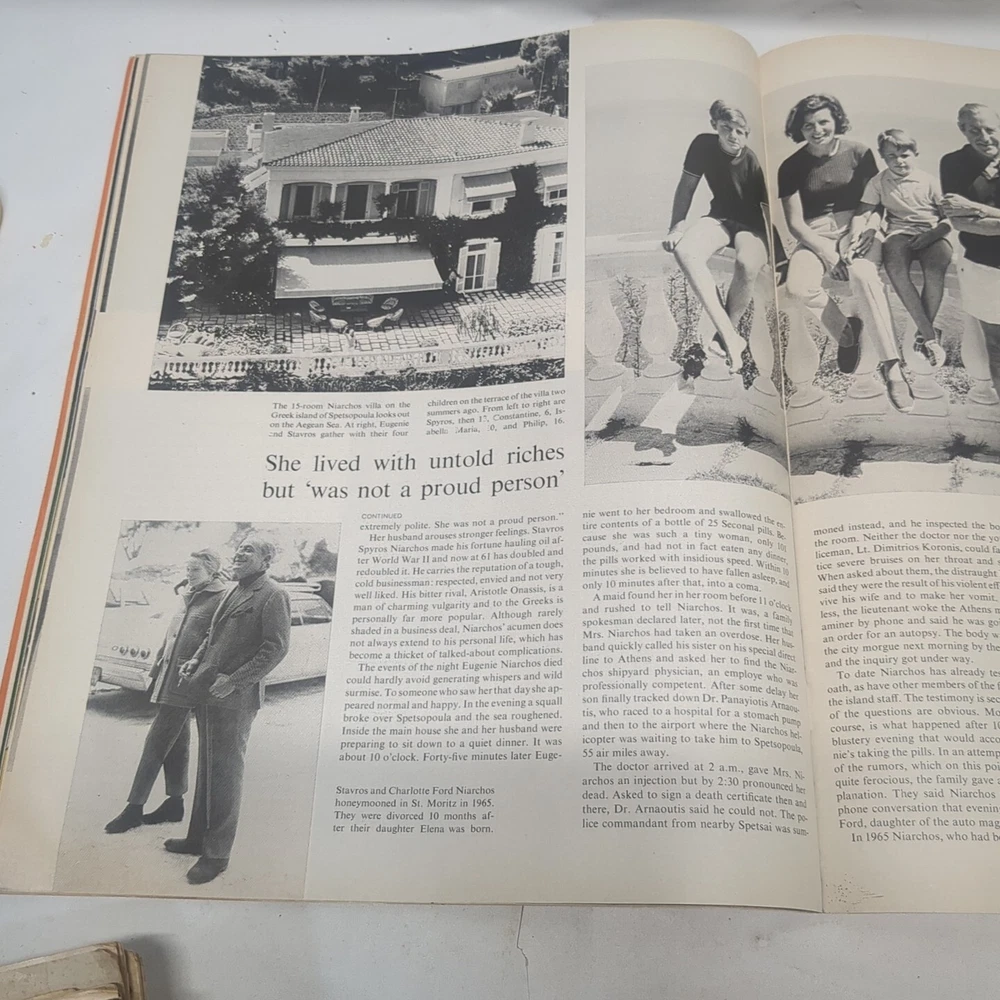 The 15-room Niarchos villa on the
Greek island of Spetsopoula looks out
on the Aegean Sea. At right, Eugenie
and Stavros gather with their four
children on the terrace of the villa two
summers ago. From left to right are
Spyros, then 17, Constantine, 6, Is-
abelle Maria, 10, and Philip, 16.
She lived with untold riches
but 'was not a proud person'
CONTINUED
extremely polite. She was not a proud person."
Her husband arouses stronger feelings. Stavros
Spyros Niarchos made his fortune hauling oil af-
ter World War II and now at 61 has doubled and
redoubled it. He carries the reputation of a tough,
cold businessman: respected, envied and not very
well liked. His bitter rival, Aristotle Onassis, is a
man of charming vulgarity and to the Greeks is
personally far more popular. Although rarely
shaded in a business deal, Niarchos' acumen does
not always extend to his personal life, which has
become a thicket of talked-about complications.
The events of the night Eugenie Niarchos died
could hardly avoid generating whispers and wild
surmise. To someone who saw her that day she ap-
peared normal and happy. In the evening a squall
broke over Spetsopoula and the sea roughened.
Inside the main house she and her husband were
preparing to sit down to a quiet dinner. It was
about 10 o'clock. Forty-five minutes later Euge-
Stavros and Charlotte Ford Niarchos
honeymooned in St. Moritz in 1965.
They were divorced 10 months af-
ter their daughter Elena was born.
nie went to her bedroom and swallowed the en-
tire contents of a bottle of 25 Seconal pills. Be-
cause she was such a tiny woman, only 101
pounds, and had not in fact eaten any dinner,
the pills worked with insidious speed. Within 10
minutes she is believed to have fallen asleep, and
only 10 minutes after that, into a coma.
A maid found her in her room before 11 o'clock
and rushed to tell Niarchos. It was, a family
spokesman declared later, not the first time that
Mrs. Niarchos had taken an overdose. Her hus-
band quickly called his sister on his special direct
line to Athens and asked her to find the Niar-
chos shipyard physician, an employe who was
professionally competent. After some delay her
son finally tracked down Dr. Panayiotis Arnaou-
tis, who raced to a hospital for a stomach pump
and then to the airport where the Niarchos hel-
icopter was waiting to take him to Spetsopoula,
55 air miles away.
The doctor arrived at 2 a.m., gave Mrs. Ni-
archos an injection but by 2:30 pronounced her
dead. Asked to sign a death certificate then and
there, Dr. Arnaoutis said he could not. The po-
lice commandant from nearby Spetsai was sum-
moned instead, and he inspected the
the room. Neither the doctor nor the
liceman, Lt. Dimitrios Koronis, could
tice severe bruises on her throat and
When asked about them, the distraught
said they were the result of his violent
vive his wife and to make her vomit.
less, the lieutenant woke the Athens
aminer by phone and said he was
an order for an autopsy. The body
the city morgue next morning by the
and the inquiry got under way.
To date Niarchos has already
oath, as have other members of the
the island staff. The testimony is
of the questions are obvious.
course, is what happened after
blustery evening that would
nie's taking the pills. In an
of the rumors, which on this
quite ferocious, the family gave
planation. They said Niarchos
phone conversation that evening
Ford, daughter of the auto
In 1965 Niarchos, who had